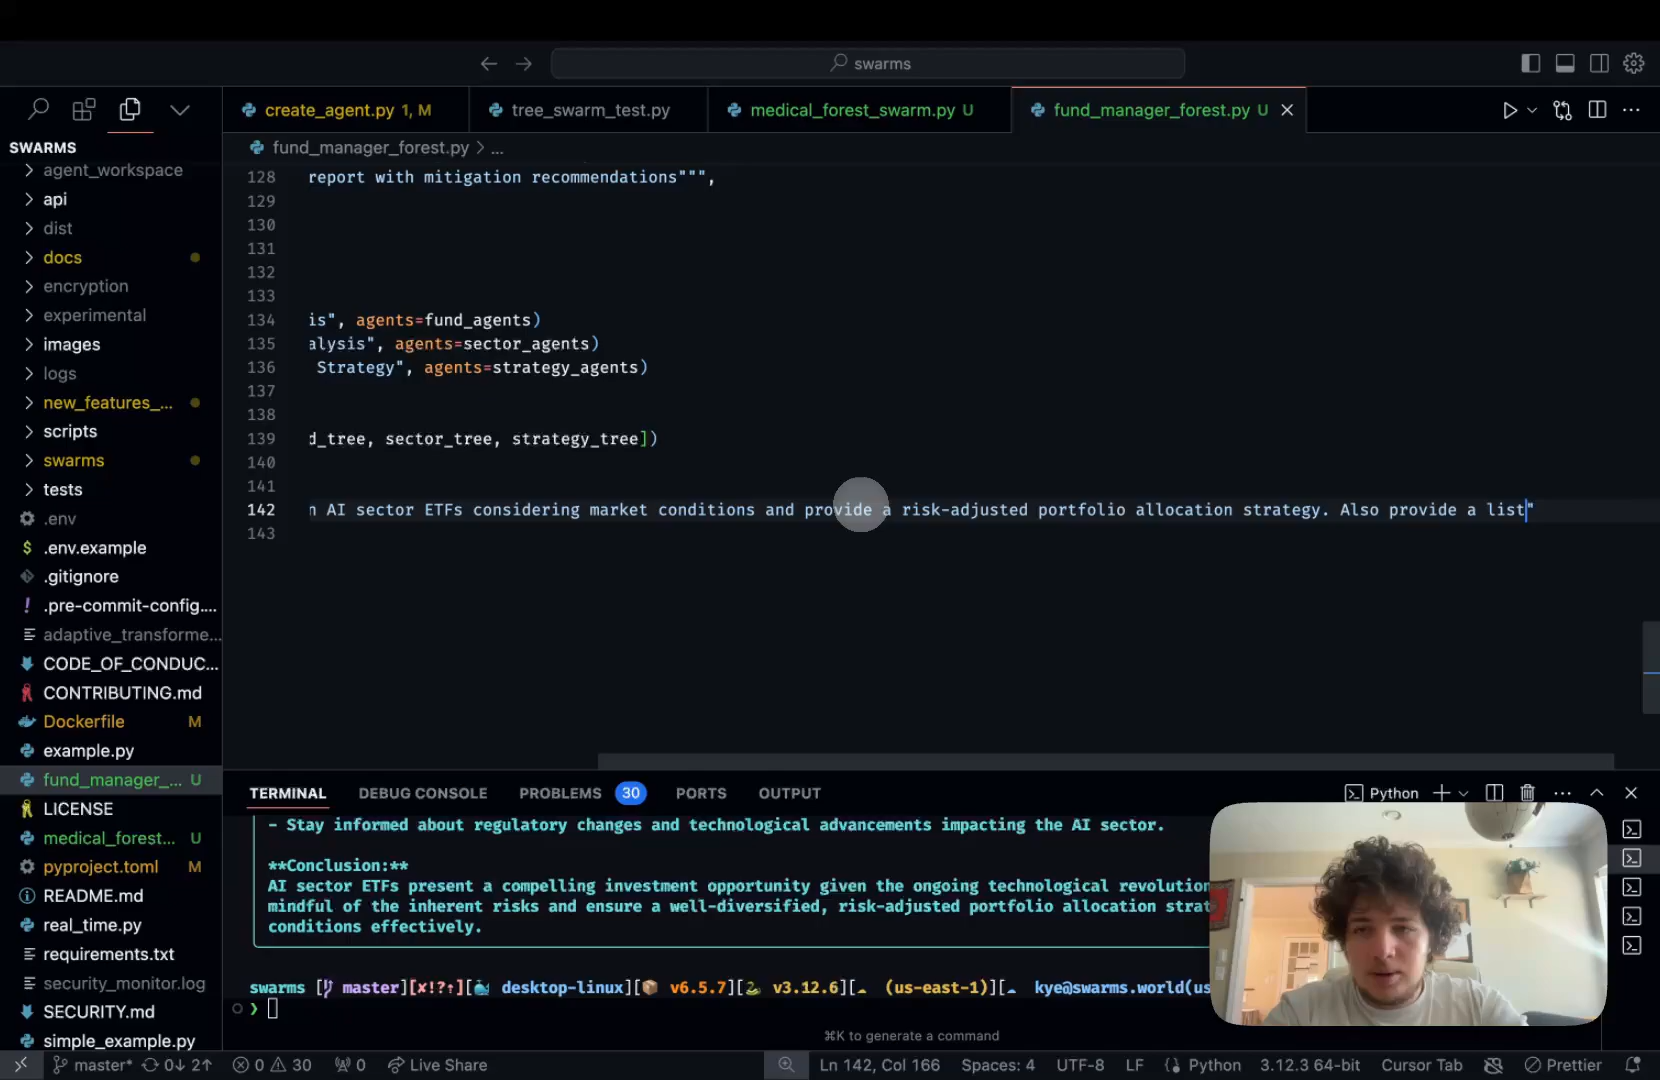 swarms
create_agent.py 1, M
tree_swarm_test.py
medical_forest_swarm.py U
fund_manager_forest.py U
SWARMS
fund_manager_forest.py > ...
agent_workspace
api
dist
docs
encryption
experimental
images
logs
new_features_...
scripts
swarms
tests
.env
$ .env.example
.gitignore
! .pre-commit-config....
adaptive_transforme...
CODE_OF_CONDUC...
CONTRIBUTING.md
Dockerfile M
example.py
fund_manager_... U
LICENSE
medical_forest... U
pyproject.toml M
README.md
real_time.py
requirements.txt
security_monitor.log
SECURITY.md
simple_example.py
128 report with mitigation recommendations""",
129
130
131
132
133
134 is", agents=fund_agents)
135 alysis", agents=sector_agents)
136 Strategy", agents=strategy_agents)
137
138
139 d_tree, sector_tree, strategy_tree])
140
141
142 n AI sector ETFs considering market conditions and provide a risk-adjusted portfolio allocation strategy. Also provide a list"
143
TERMINAL DEBUG CONSOLE PROBLEMS 30 PORTS OUTPUT
Python
- Stay informed about regulatory changes and technological advancements impacting the AI sector.
**Conclusion:**
AI sector ETFs present a compelling investment opportunity given the ongoing technological revolution
mindful of the inherent risks and ensure a well-diversified, risk-adjusted portfolio allocation strat
conditions effectively.
swarms [ master][✘!?⇡][ desktop-linux][ v6.5.7][ v3.12.6][ (us-east-1)][ kye@swarms.world(us
❯
⌘K to generate a command
master* 0↓ 2↑ 0 30 0 Live Share Ln 142, Col 166 Spaces: 4 UTF-8 LF Python 3.12.3 64-bit Cursor Tab Prettier